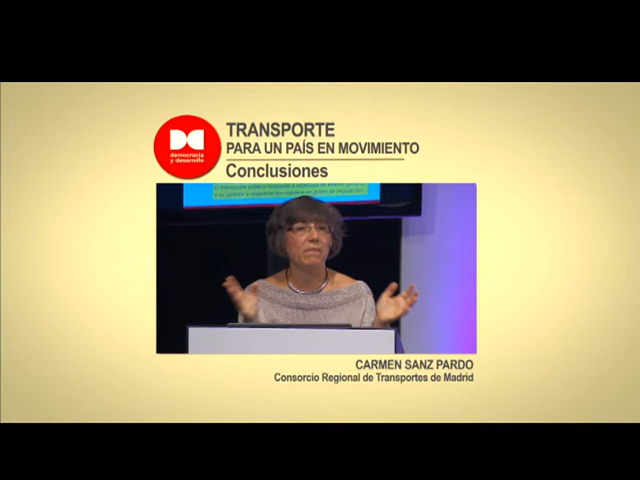 TRANSPORTE
PARA UN PAÍS EN MOVIMIENTO
Conclusiones
democracia
y desarrollo
CARMEN SANZ PARDO
Consorcio Regional de Transportes de Madrid